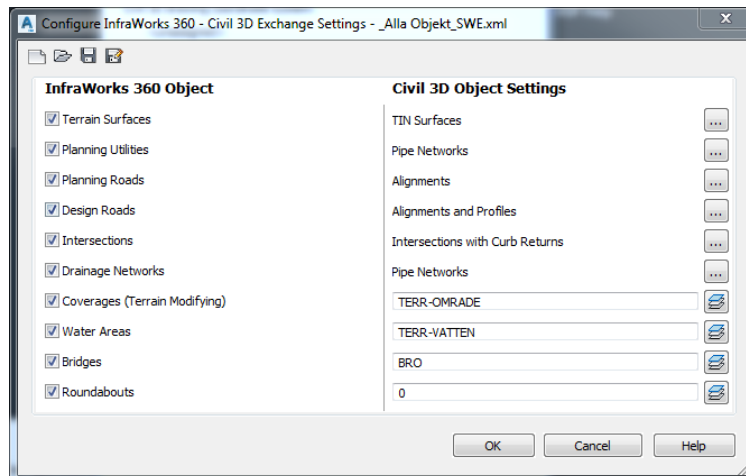 Configure InfraWorks 360 - Civil 3D Exchange Settings - _Alla Objekt_SWE.xml
InfraWorks 360 Object Civil 3D Object Settings
Terrain Surfaces TIN Surfaces ...
Planning Utilities Pipe Networks ...
Planning Roads Alignments ...
Design Roads Alignments and Profiles ...
Intersections Intersections with Curb Returns ...
Drainage Networks Pipe Networks ...
Coverages (Terrain Modifying) TERR-OMRADE
Water Areas TERR-VATTEN
Bridges BRO
Roundabouts 0
OK Cancel Help